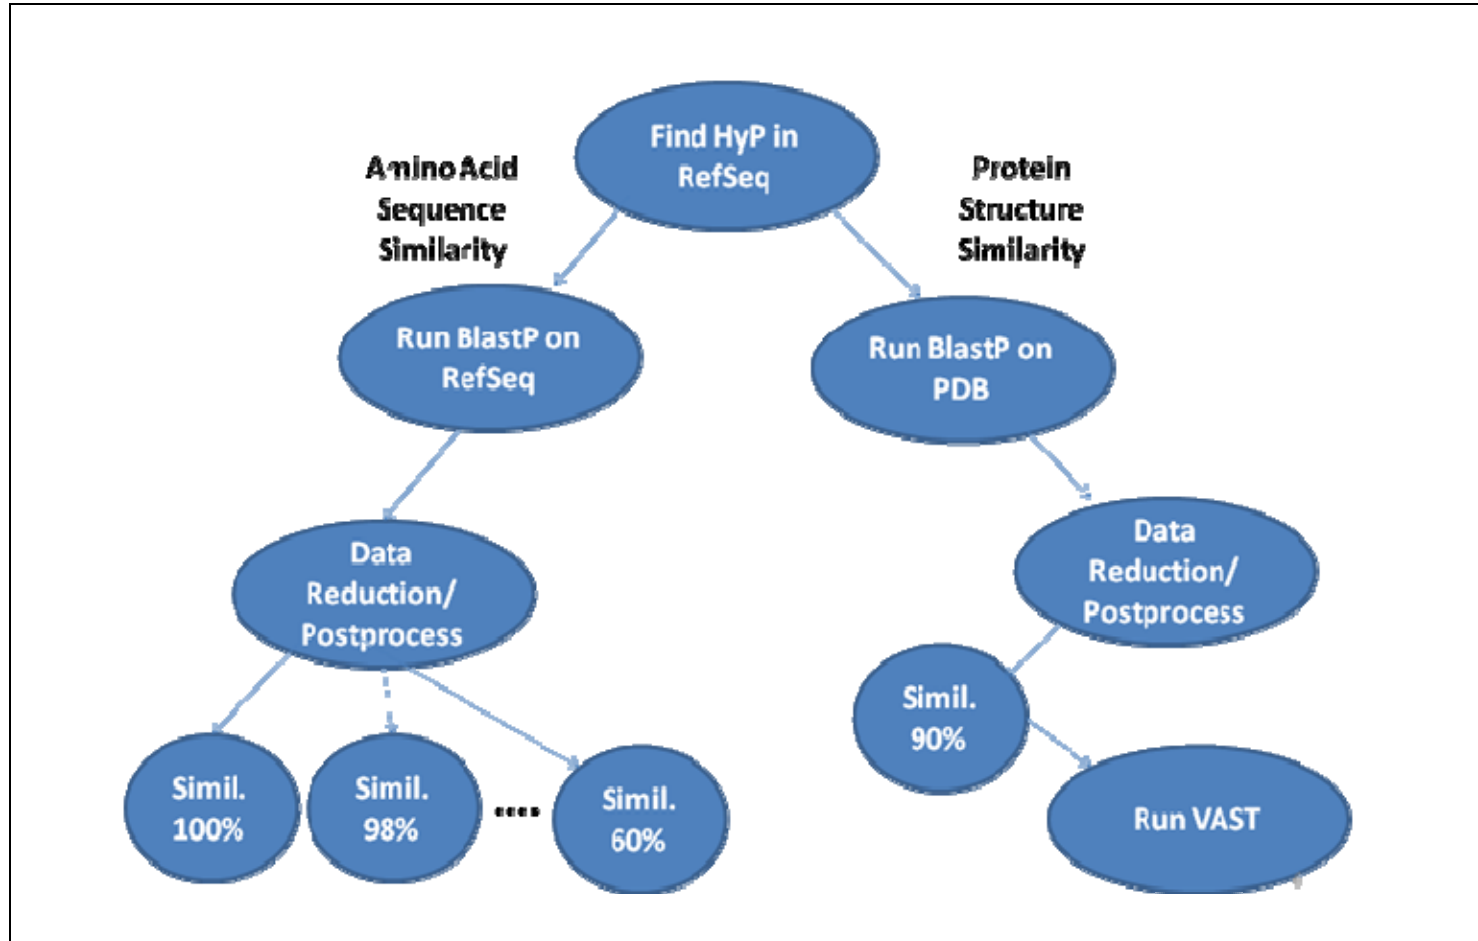 Find HyP in
RefSeq
Amino Acid
Sequence
Similarity
Protein
Structure
Similarity
Run BlastP on
RefSeq
Run BlastP on
PDB
Data
Reduction/
Postprocess
Data
Reduction/
Postprocess
Simil.
100%
Simil.
98%
....
Simil.
60%
Simil.
90%
Run VAST